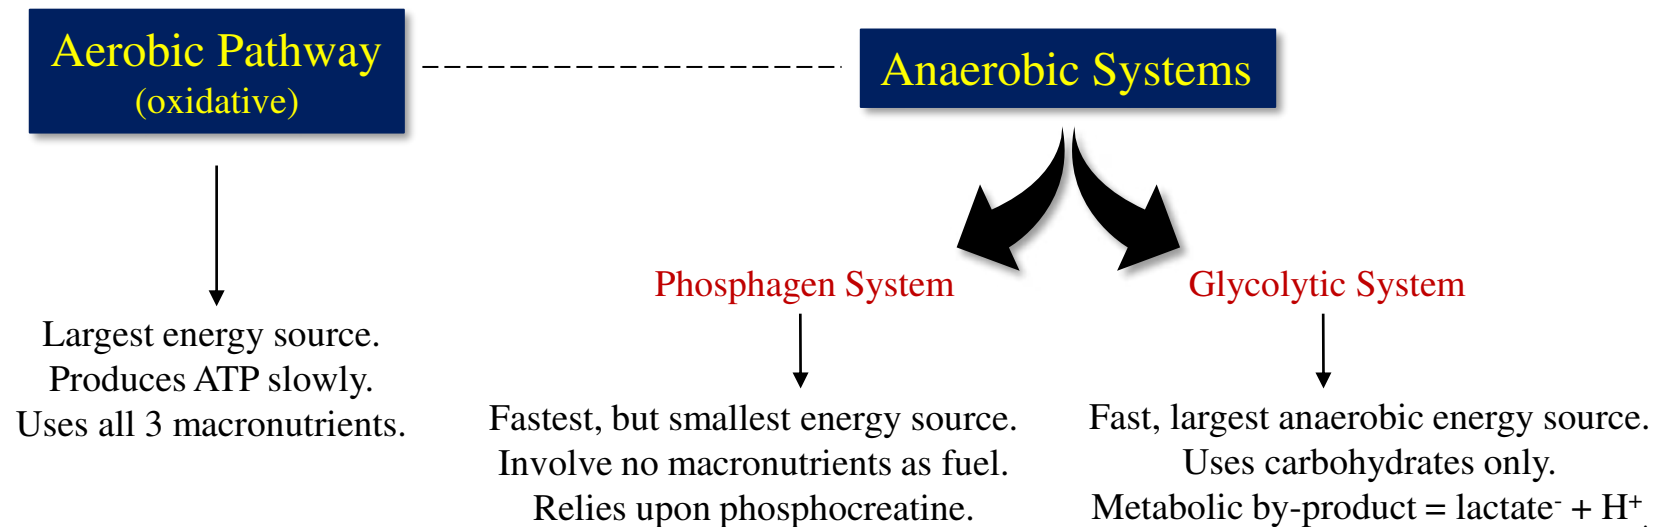 Aerobic Pathway
(oxidative)
Anaerobic Systems
Phosphagen System
Glycolytic System
Largest energy source.
Produces ATP slowly.
Uses all 3 macronutrients.
Fastest, but smallest energy source.
Involve no macronutrients as fuel.
Relies upon phosphocreatine.
Fast, largest anaerobic energy source.
Uses carbohydrates only.
Metabolic by-product = lactate⁻ + H⁺